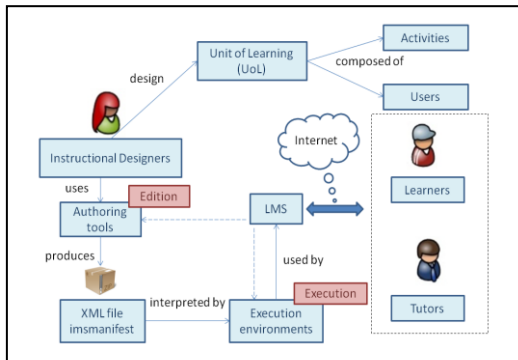 Activities
Unit of Learning
(UoL)
composed of
design
Users
Internet
Instructional Designers
uses
Edition
Learners
Authoring
tools
LMS
produces
used by
Execution
XML file
imsmanifest
interpreted by
Execution
environments
Tutors